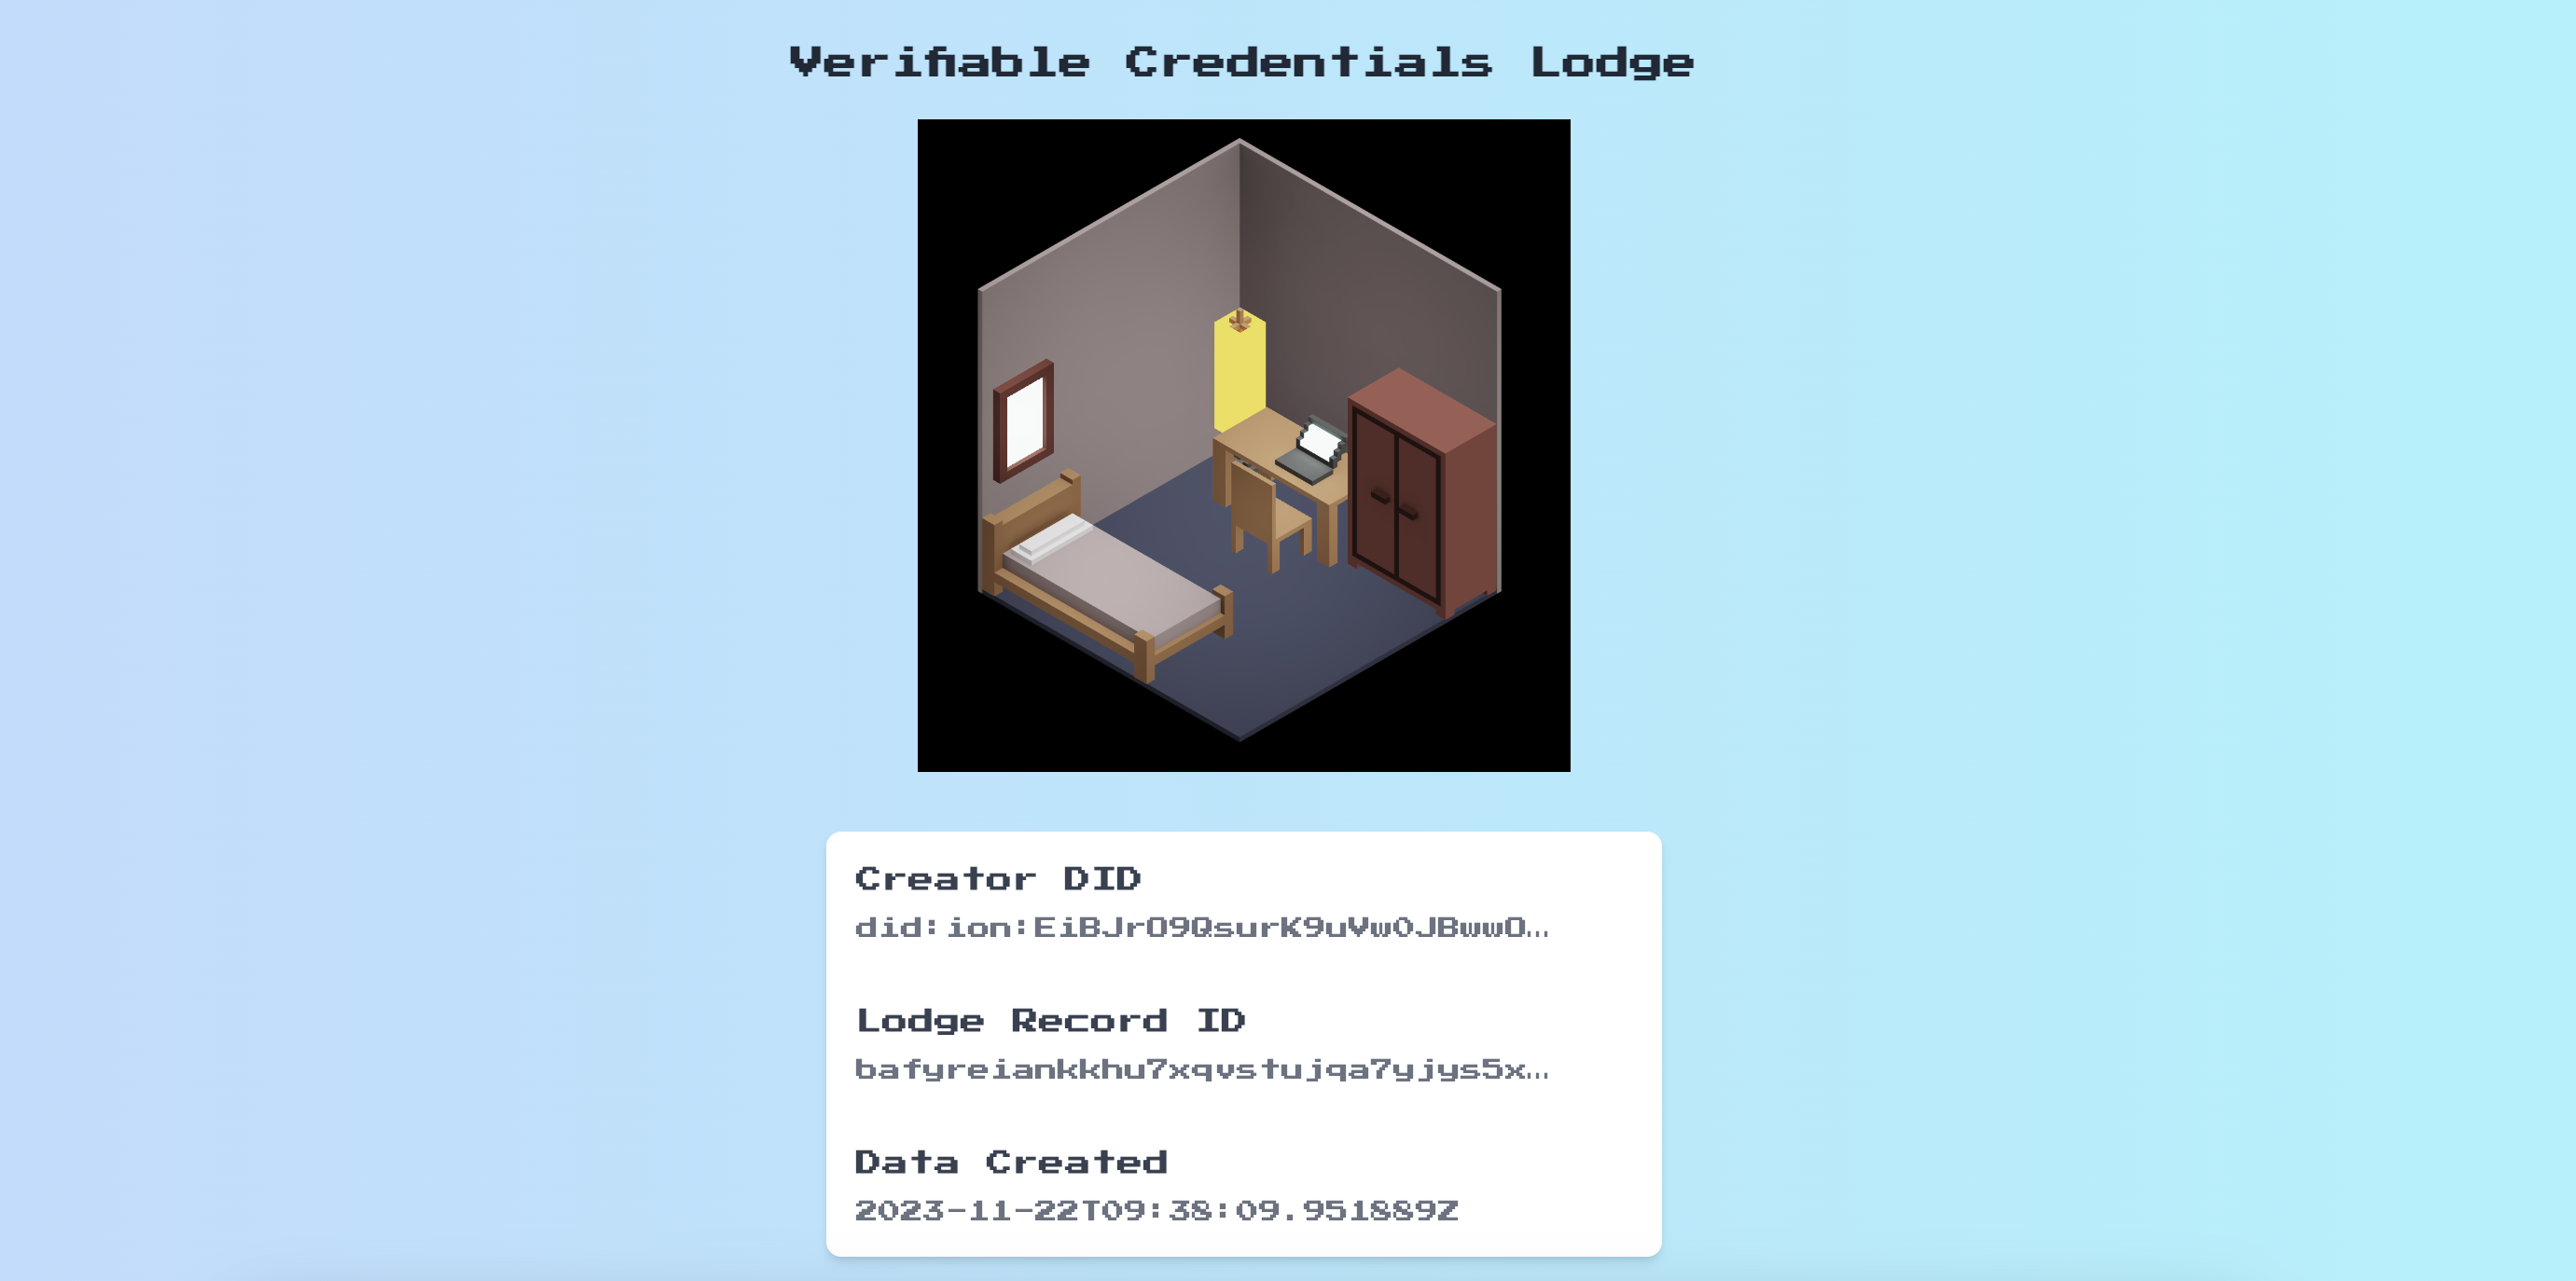 Verifiable Credentials Lodge
Creator DID
did:ion:EiBJrO9QsurK9uVw0JBwwO…
Lodge Record ID
bafyreiankkhu7xqvstujqa7yjys5x…
Data Created
2023-11-22T09:38:09.951889Z